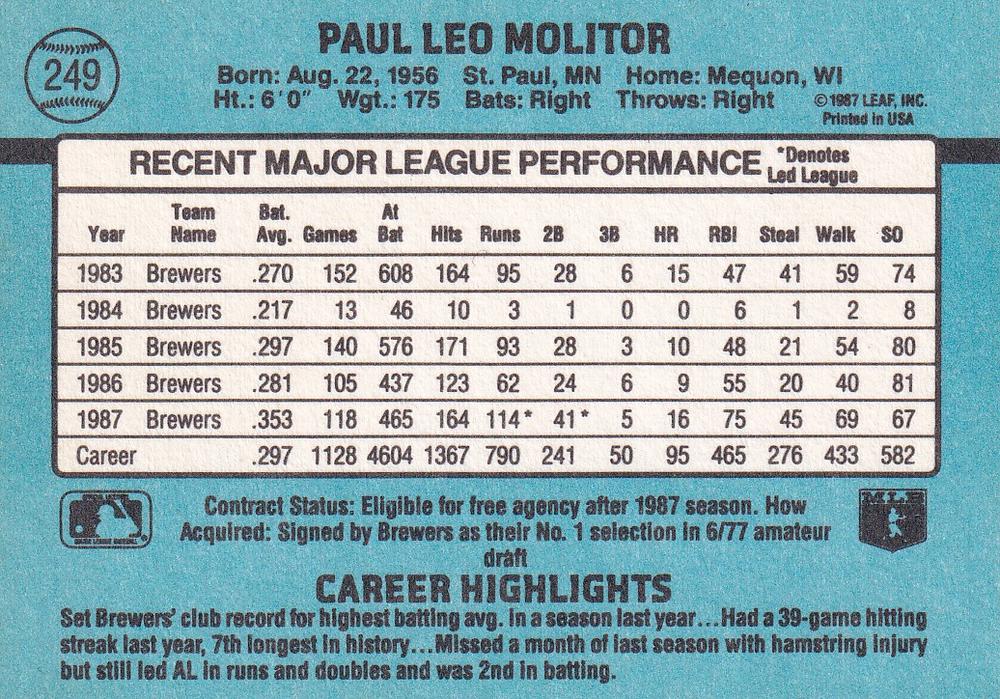 249
PAUL LEO MOLITOR
Born: Aug. 22, 1956 St. Paul, MN Home: Mequon, WI
Ht.: 6'0" Wgt.: 175 Bats: Right Throws: Right
©1987 LEAF, INC.
Printed in USA
RECENT MAJOR LEAGUE PERFORMANCE *Denotes Led League
Year Team Name Bat. Avg. Games At Bat Hits Runs 2B 3B HR RBI Steal Walk SO
1983 Brewers .270 152 608 164 95 28 6 15 47 41 59 74
1984 Brewers .217 13 46 10 3 1 0 0 6 1 2 8
1985 Brewers .297 140 576 171 93 28 3 10 48 21 54 80
1986 Brewers .281 105 437 123 62 24 6 9 55 20 40 81
1987 Brewers .353 118 465 164 114* 41* 5 16 75 45 69 67
Career .297 1128 4604 1367 790 241 50 95 465 276 433 582
Contract Status: Eligible for free agency after 1987 season. How
Acquired: Signed by Brewers as their No. 1 selection in 6/77 amateur
draft
MLB
CAREER HIGHLIGHTS
Set Brewers' club record for highest batting avg. in a season last year...Had a 39-game hitting
streak last year, 7th longest in history...Missed a month of last season with hamstring injury
but still led AL in runs and doubles and was 2nd in batting.